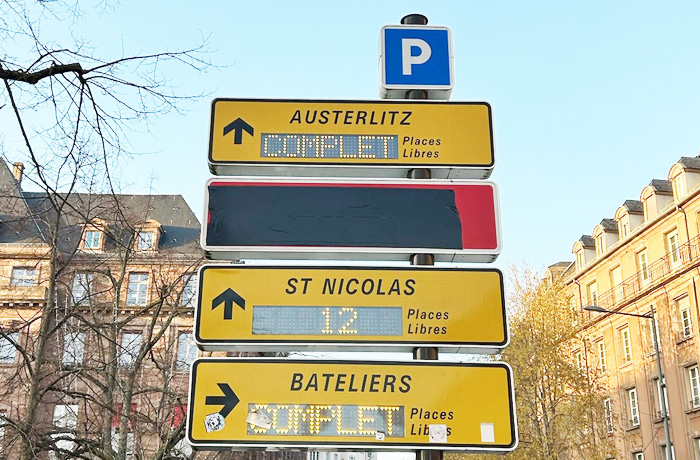 P
AUSTERLITZ
COMPLET Places
Libres
ST NICOLAS
12 Places
Libres
BATELIERS
COMPLET Places
Libres